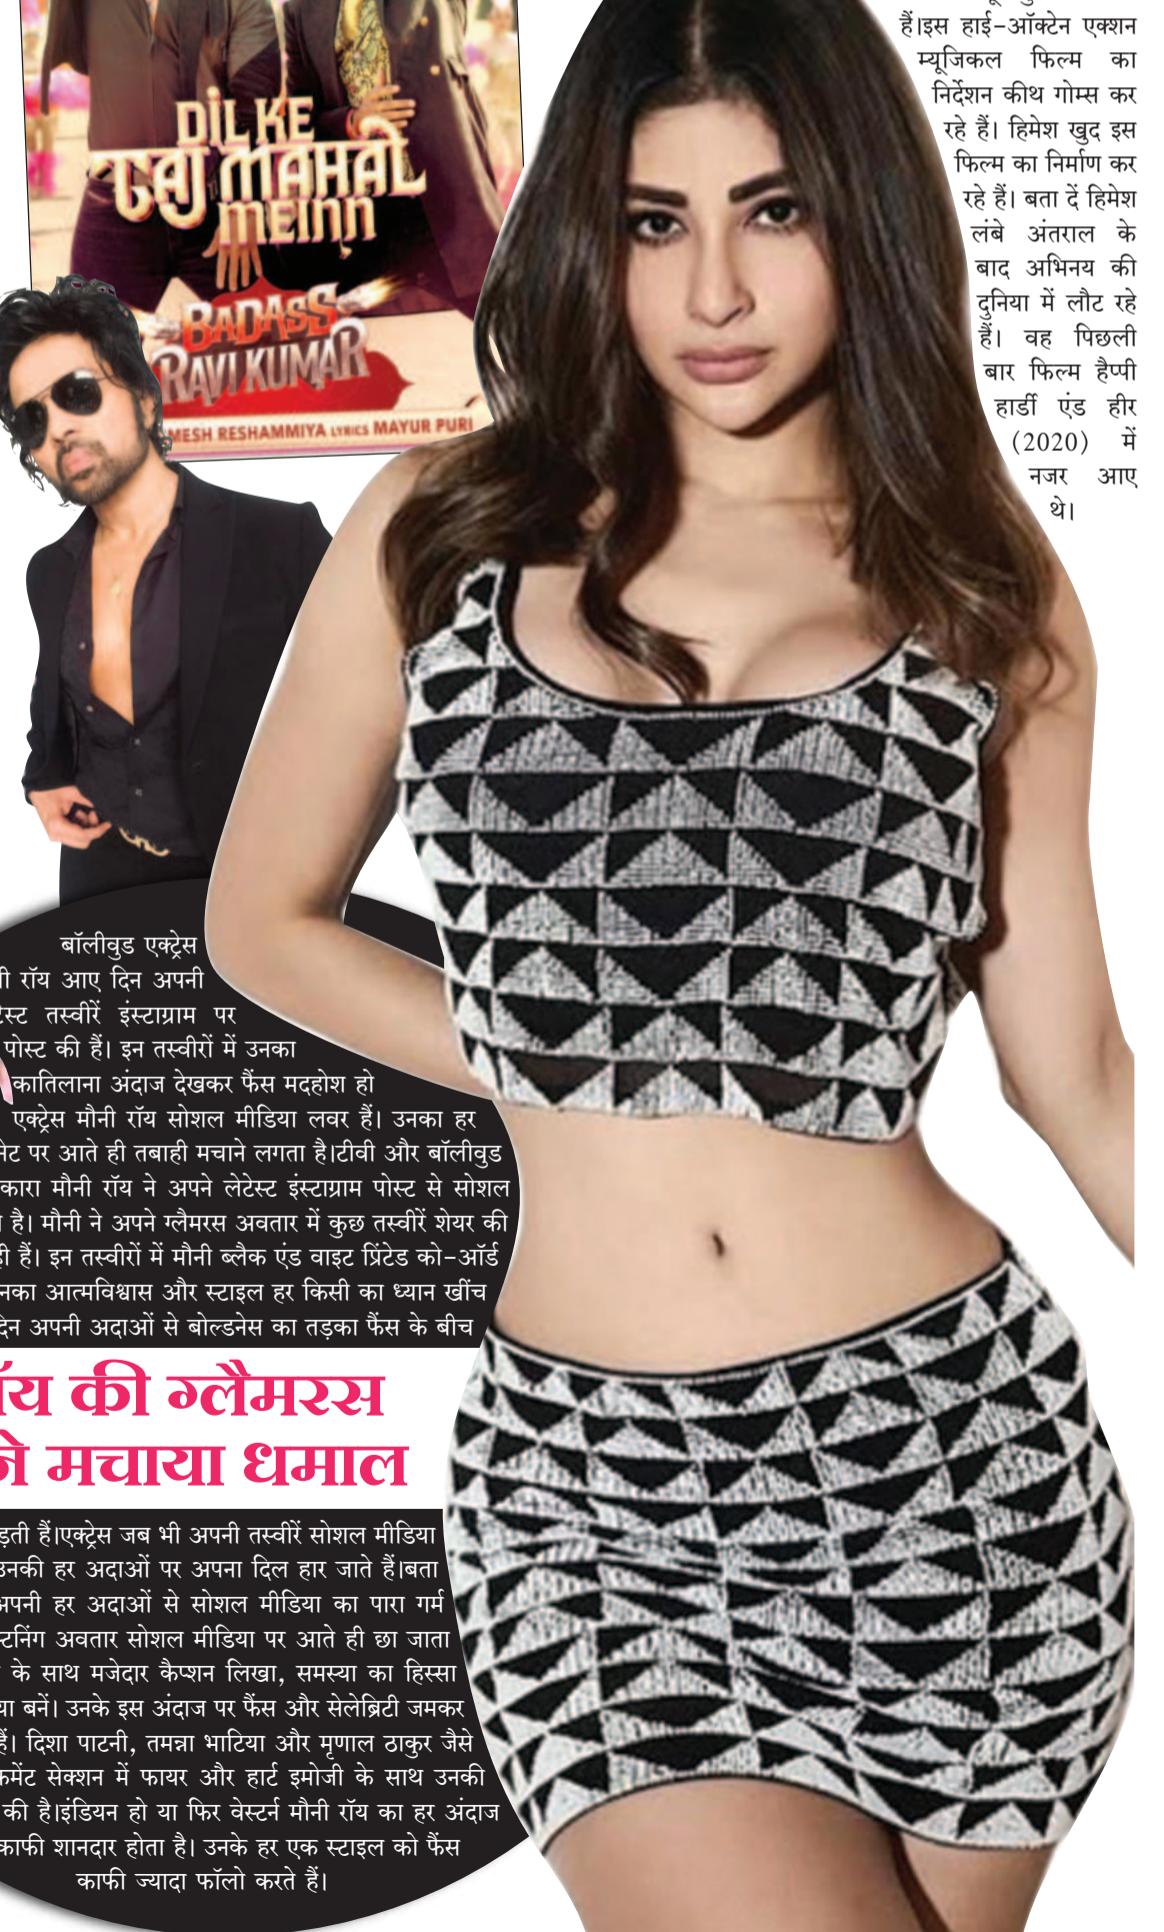 DIL KE
TAJ MAHAL
MEINN
BADASS
RAVI KUMAR
MESH RESHAMMIYA LYRICS MAYUR PURI
हैं।इस हाई-ऑक्टेन एक्शन
म्यूजिकल फिल्म का
निर्देशन कीथ गोम्स कर
रहे हैं। हिमेश खुद इस
फिल्म का निर्माण कर
रहे हैं। बता दें हिमेश
लंबे अंतराल के
बाद अभिनय की
दुनिया में लौट रहे
हैं। वह पिछली
बार फिल्म हैप्पी
हार्डी एंड हीर
(2020) में
नजर आए
थे।
बॉलीवुड एक्ट्रेस
रॉय आए दिन अपनी
तस्वीरें इंस्टाग्राम पर
पोस्ट की हैं। इन तस्वीरों में उनका
कातिलाना अंदाज देखकर फैंस मदहोश हो
एक्ट्रेस मौनी रॉय सोशल मीडिया लवर हैं। उनका हर
पर आते ही तबाही मचाने लगता है।टीवी और बॉलीवुड
कारा मौनी रॉय ने अपने लेटेस्ट इंस्टाग्राम पोस्ट से सोशल
है। मौनी ने अपने ग्लैमरस अवतार में कुछ तस्वीरें शेयर की
हैं। इन तस्वीरों में मौनी ब्लैक एंड वाइट प्रिंटेड को-ऑर्ड
नका आत्मविश्वास और स्टाइल हर किसी का ध्यान खींच
दिन अपनी अदाओं से बोल्डनेस का तड़का फैंस के बीच
रॉय की ग्लैमरस
ने मचाया धमाल
ड़ती हैं।एक्ट्रेस जब भी अपनी तस्वीरें सोशल मीडिया
उनकी हर अदाओं पर अपना दिल हार जाते हैं।बता
अपनी हर अदाओं से सोशल मीडिया का पारा गर्म
स्टनिंग अवतार सोशल मीडिया पर आते ही छा जाता
के साथ मजेदार कैप्शन लिखा, समस्या का हिस्सा
या बनें। उनके इस अंदाज पर फैंस और सेलेब्रिटी जमकर
हैं। दिशा पाटनी, तमन्ना भाटिया और मृणाल ठाकुर जैसे
कमेंट सेक्शन में फायर और हार्ट इमोजी के साथ उनकी
की है।इंडियन हो या फिर वेस्टर्न मौनी रॉय का हर अंदाज
काफी शानदार होता है। उनके हर एक स्टाइल को फैंस
काफी ज्यादा फॉलो करते हैं।